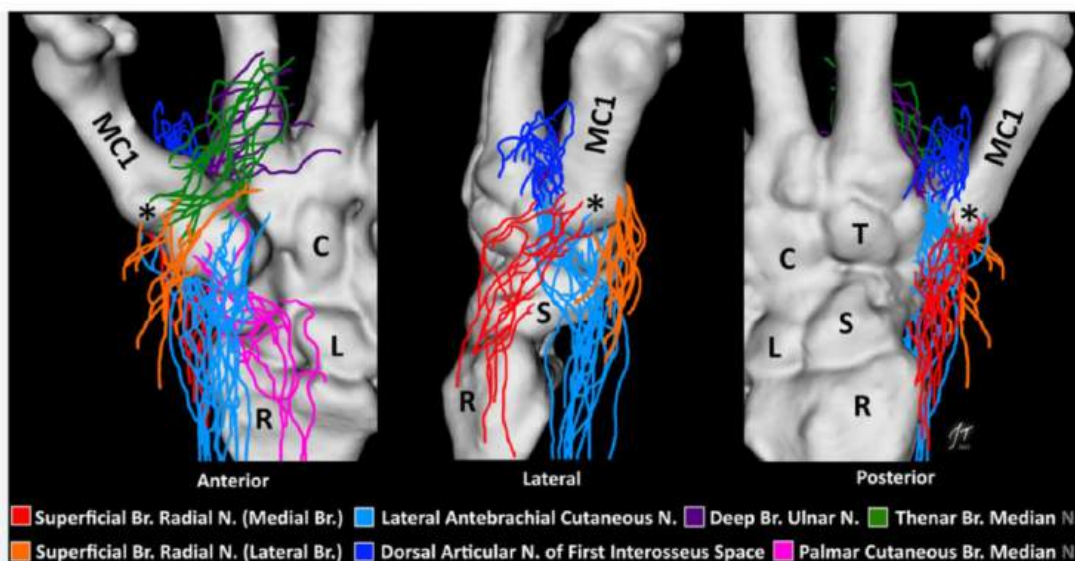 MC1
*
C
L
R
Anterior
MC1
*
S
R
Lateral
MC1
*
T
C
S
L
R
Posterior
Superficial Br. Radial N. (Medial Br.) Lateral Antebrachial Cutaneous N. Deep Br. Ulnar N. Thenar Br. Median N
Superficial Br. Radial N. (Lateral Br.) Dorsal Articular N. of First Interosseus Space Palmar Cutaneous Br. Median N